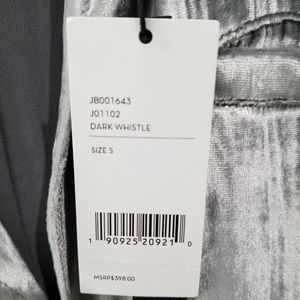 JB001643
J01102
DARK WHISTLE
SIZE S
1 90925 20921 0
MSRP$398.00